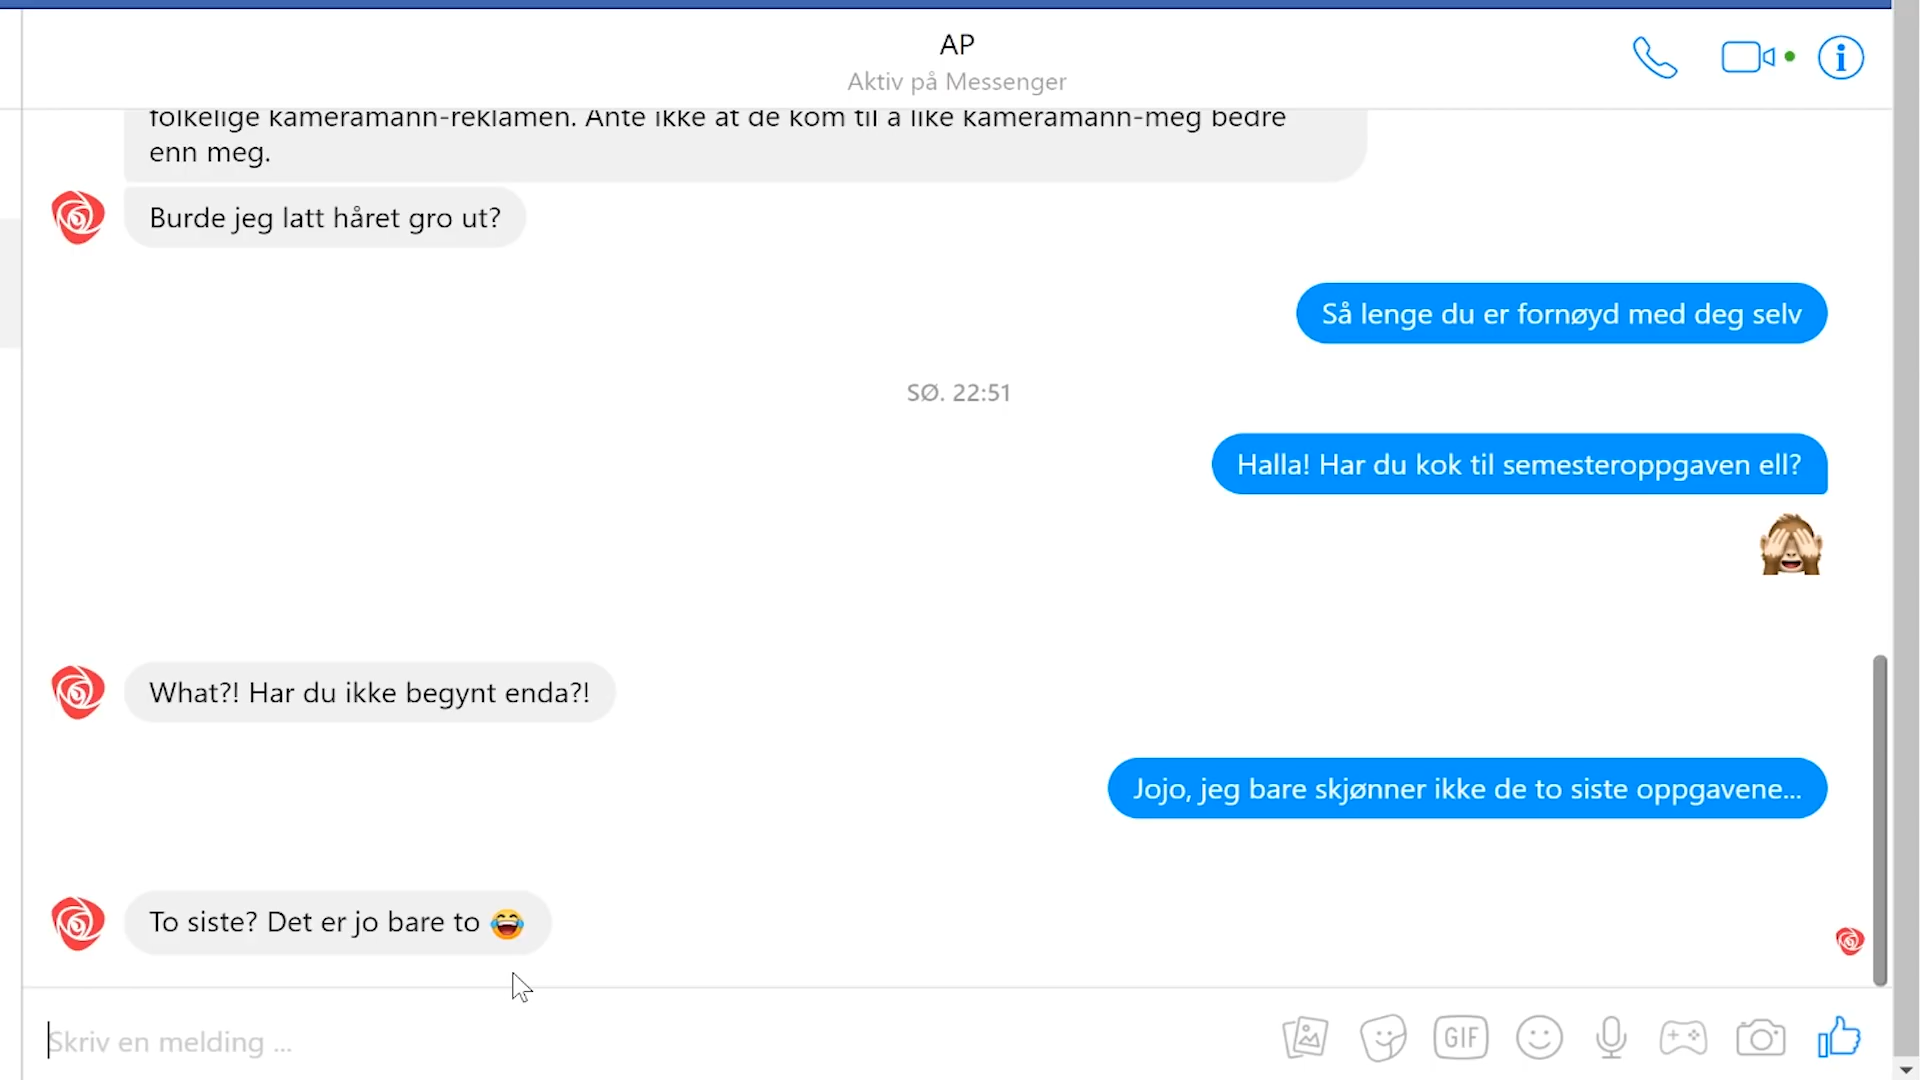 AP
Aktiv på Messenger
folkelige kameramann-reklamen. Ante ikke at de kom til å like kameramann-meg bedre
enn meg.
Burde jeg latt håret gro ut?
Så lenge du er fornøyd med deg selv
SØ. 22:51
Halla! Har du kok til semesteroppgaven ell?
What?! Har du ikke begynt enda?!
Jojo, jeg bare skjønner ikke de to siste oppgavene...
To siste? Det er jo bare to 😂
Skriv en melding ...
GIF